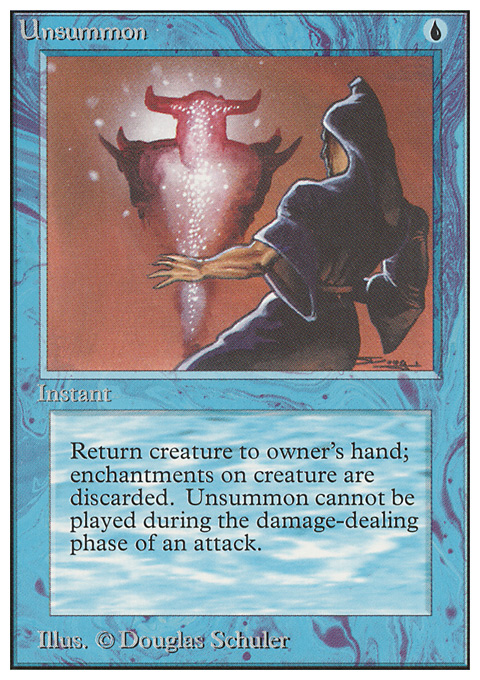 Unsummon
Instant
Return creature to owner's hand;
enchantments on creature are
discarded. Unsummon cannot be
played during the damage-dealing
phase of an attack.
Illus. © Douglas Schuler